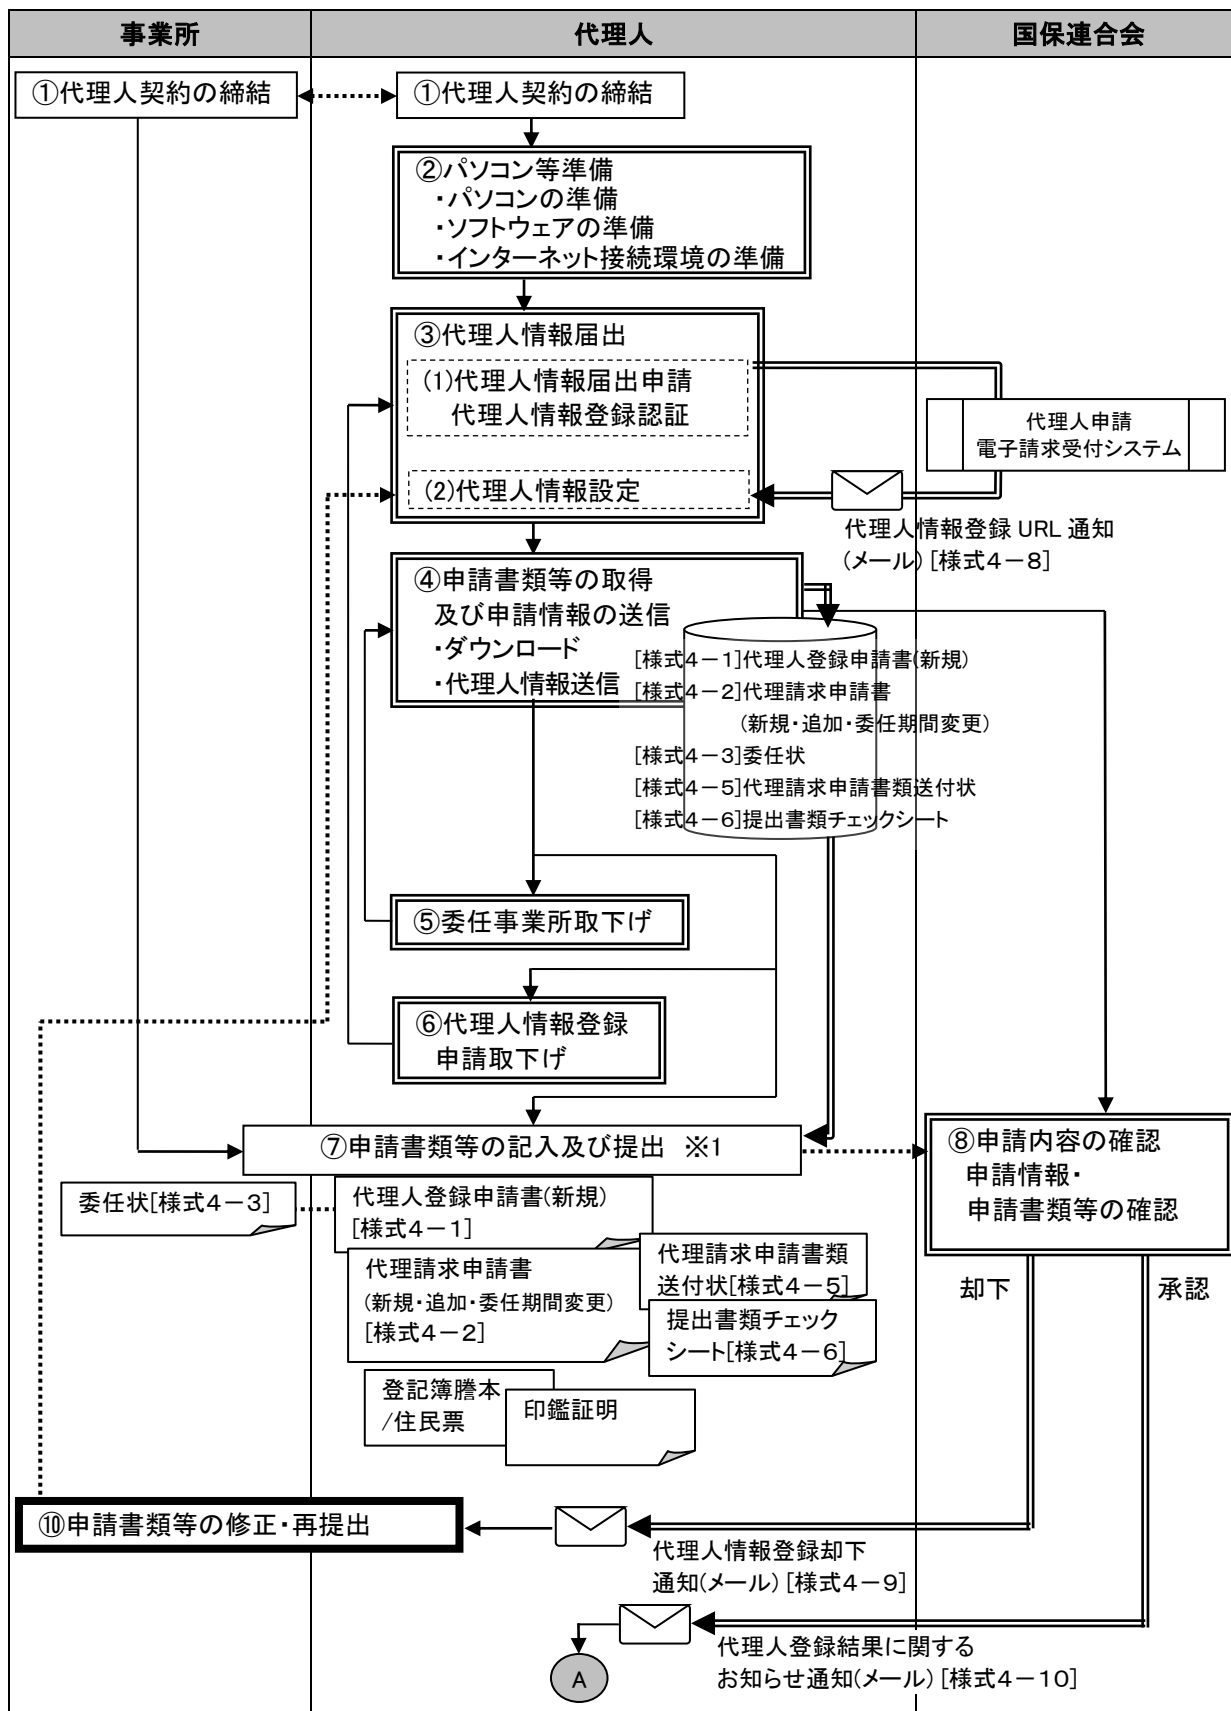 事業所
代理人
国保連合会
①代理人契約の締結
①代理人契約の締結
②パソコン等準備
・パソコンの準備
・ソフトウェアの準備
・インターネット接続環境の準備
③代理人情報届出
(1)代理人情報届出申請
代理人情報登録認証
代理人申請
電子請求受付システム
(2)代理人情報設定
代理人情報登録 URL 通知
(メール) [様式4－8]
④申請書類等の取得
及び申請情報の送信
・ダウンロード
・代理人情報送信
[様式4－1]代理人登録申請書(新規)
[様式4－2]代理請求申請書
(新規・追加・委任期間変更)
[様式4－3]委任状
[様式4－5]代理請求申請書類送付状
[様式4－6]提出書類チェックシート
⑤委任事業所取下げ
⑥代理人情報登録
申請取下げ
⑦申請書類等の記入及び提出　※1
⑧申請内容の確認
申請情報・
申請書類等の確認
委任状[様式4－3]
代理人登録申請書(新規)
[様式4－1]
代理請求申請書
(新規・追加・委任期間変更)
[様式4－2]
代理請求申請書類
送付状[様式4－5]
提出書類チェック
シート[様式4－6]
登記簿謄本
/住民票
印鑑証明
却下
承認
⑩申請書類等の修正・再提出
代理人情報登録却下
通知(メール) [様式4－9]
代理人登録結果に関する
お知らせ通知(メール) [様式4－10]
A